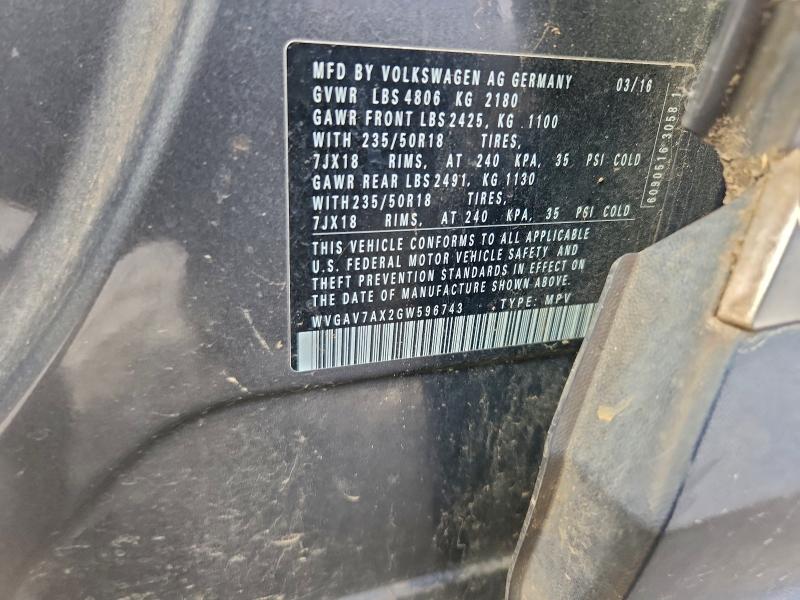 MFD BY VOLKSWAGEN AG GERMANY 03/16
GVWR LBS 4806 KG 2180
GAWR FRONT LBS 2425, KG .1100
WITH 235/50R18 TIRES,
7JX18 RIMS, AT 240 KPA, 35 PSI COLD
GAWR REAR LBS 2491, KG 1130
WITH 235/50R18 TIRES,
7JX18 RIMS, AT 240 KPA, 35 PSI COLD
THIS VEHICLE CONFORMS TO ALL APPLICABLE
U.S. FEDERAL MOTOR VEHICLE SAFETY AND
THEFT PREVENTION STANDARDS IN EFFECT ON
THE DATE OF MANUFACTURE SHOWN ABOVE.
WVGAV7AX2GW596743 TYPE: MPV
6090516 3058 1